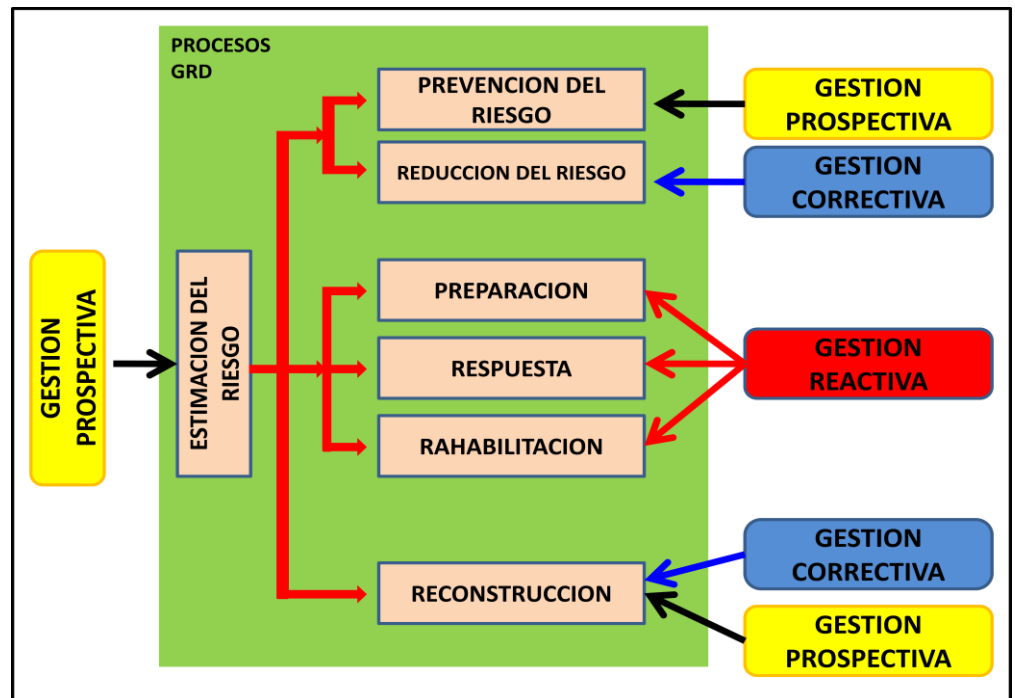 PROCESOS
GRD
PREVENCION DEL
RIESGO
REDUCCION DEL RIESGO
GESTION
PROSPECTIVA
GESTION
CORRECTIVA
GESTION
PROSPECTIVA
ESTIMACION DEL
RIESGO
PREPARACION
RESPUESTA
RAHABILITACION
GESTION
REACTIVA
RECONSTRUCCION
GESTION
CORRECTIVA
GESTION
PROSPECTIVA